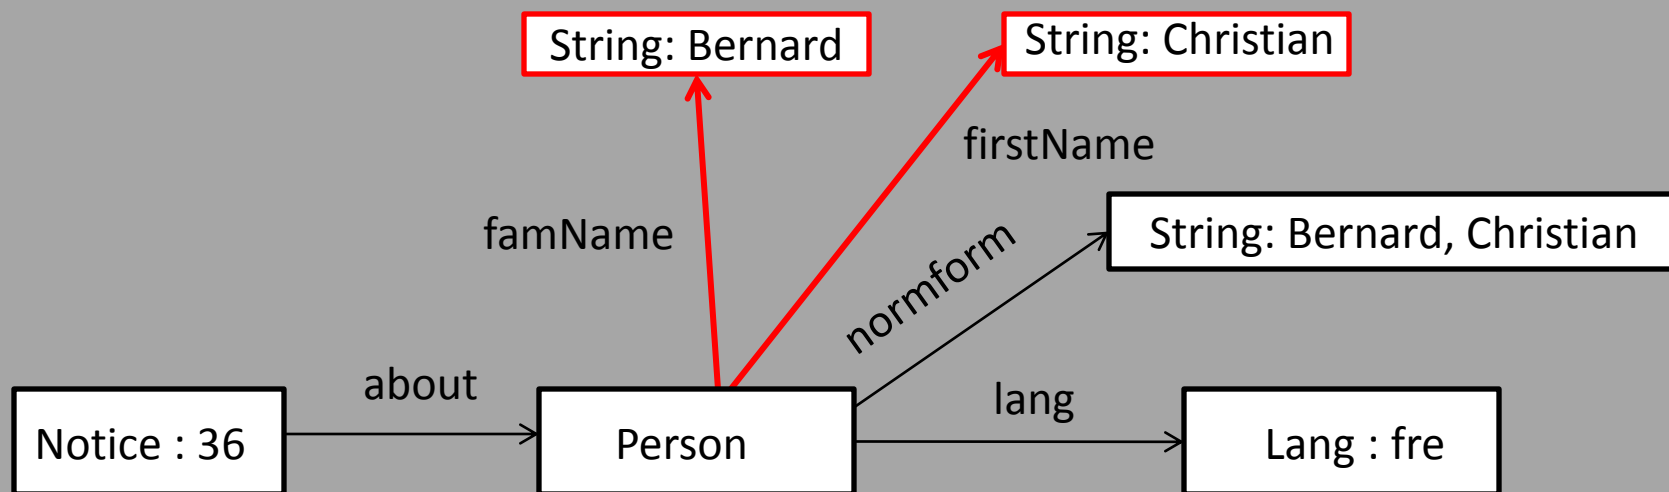 String: Bernard
String: Christian
firstName
famName
String: Bernard, Christian
normform
about
lang
Notice : 36
Person
Lang : fre